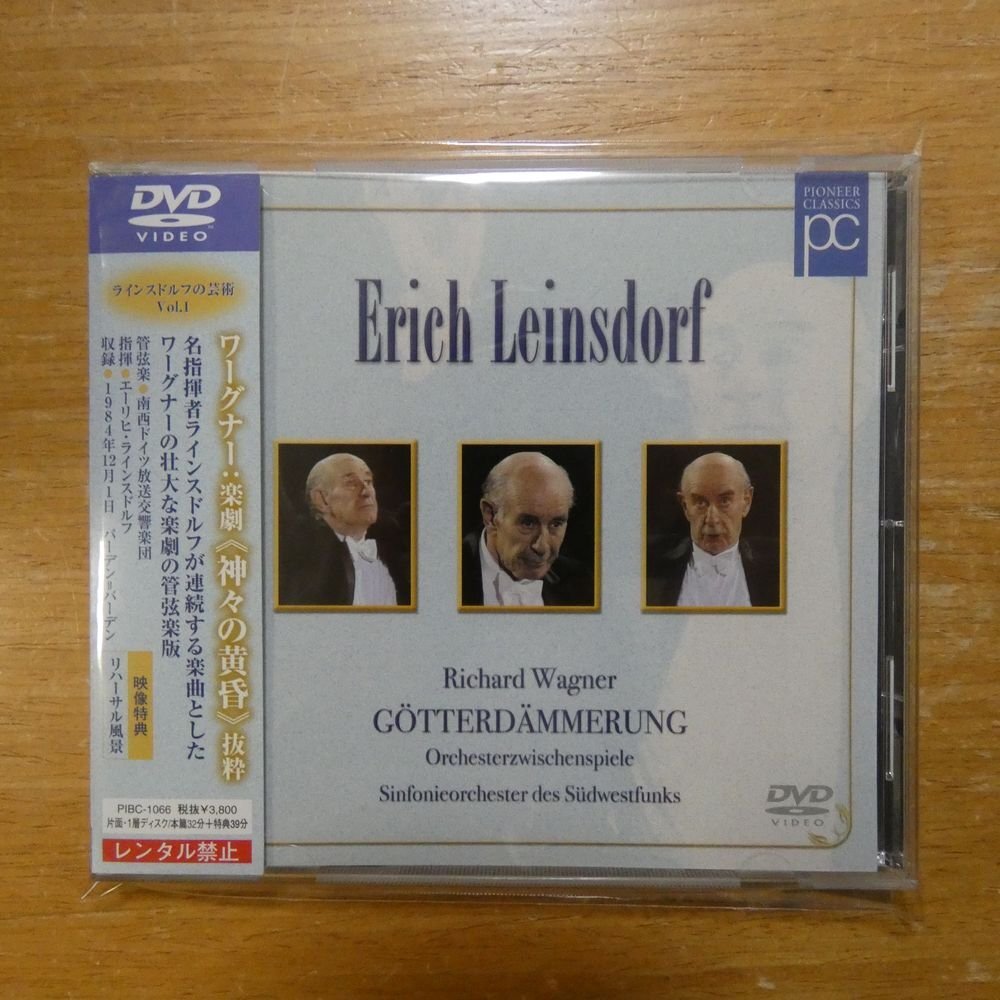 DVD
VIDEO
ラインスドルフの芸術
Vol.1
ワーグナー:楽劇《神々の黄昏》抜粋
名指揮者ラインスドルフが連続する楽曲とした
ワーグナーの壮大な楽劇の管弦楽版
管弦楽●南西ドイツ放送交響楽団
指揮●エーリヒ・ラインスドルフ
収録●1984年12月1日 バーデン=バーデン
映像特典
リハーサル風景
PIBC-1066 税抜¥3,800
片面・1層ディスク/本篇32分+特典39分
レンタル禁止
PIONEER
CLASSICS
pc
Erich Leinsdorf
Richard Wagner
GÖTTERDÄMMERUNG
Orchesterzwischenspiele
Sinfonieorchester des Südwestfunks
DVD
VIDEO